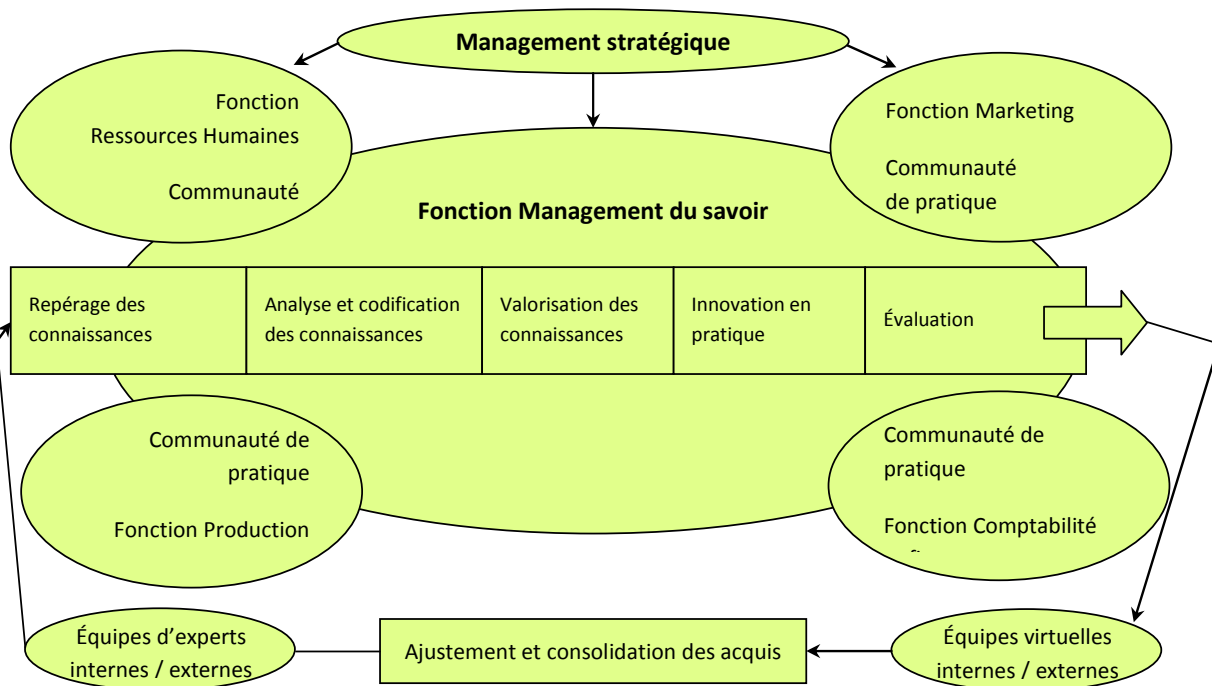 Management stratégique
Fonction
Ressources Humaines
Communauté
Fonction Marketing
Communauté
de pratique
Fonction Management du savoir
Repérage des
connaissances
Analyse et codification
des connaissances
Valorisation des
connaissances
Innovation en
pratique
Évaluation
Communauté de
pratique
Fonction Production
Communauté de
pratique
Fonction Comptabilité
Équipes d’experts
internes / externes
Ajustement et consolidation des acquis
Équipes virtuelles
internes / externes